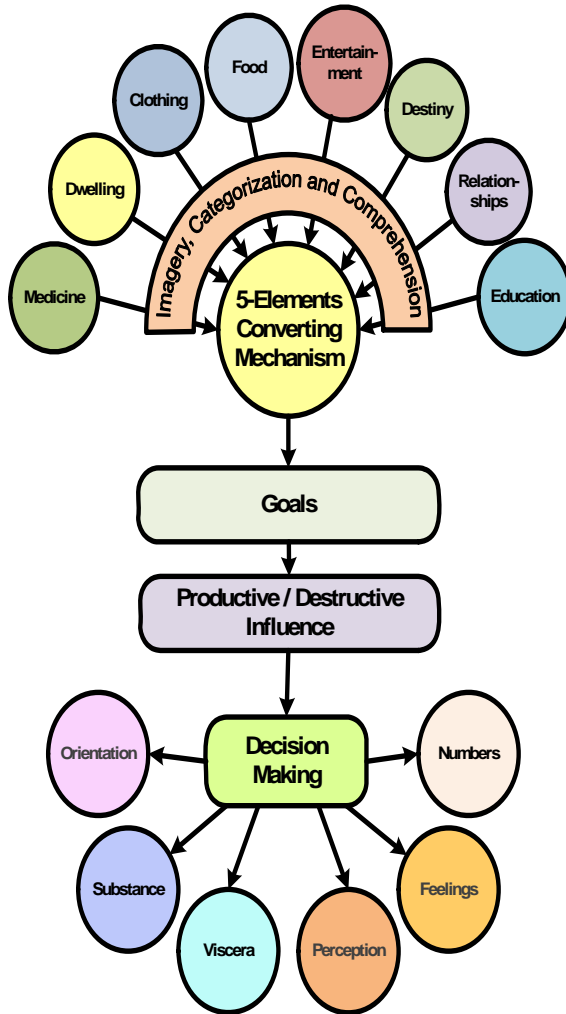 Entertain-
ment
Food
Clothing
Destiny
Dwelling
Relation-
ships
Medicine
Education
Imagery, Categorization and Comprehension
5-Elements
Converting
Mechanism
Goals
Productive / Destructive
Influence
Decision
Making
Orientation
Numbers
Substance
Feelings
Viscera
Perception